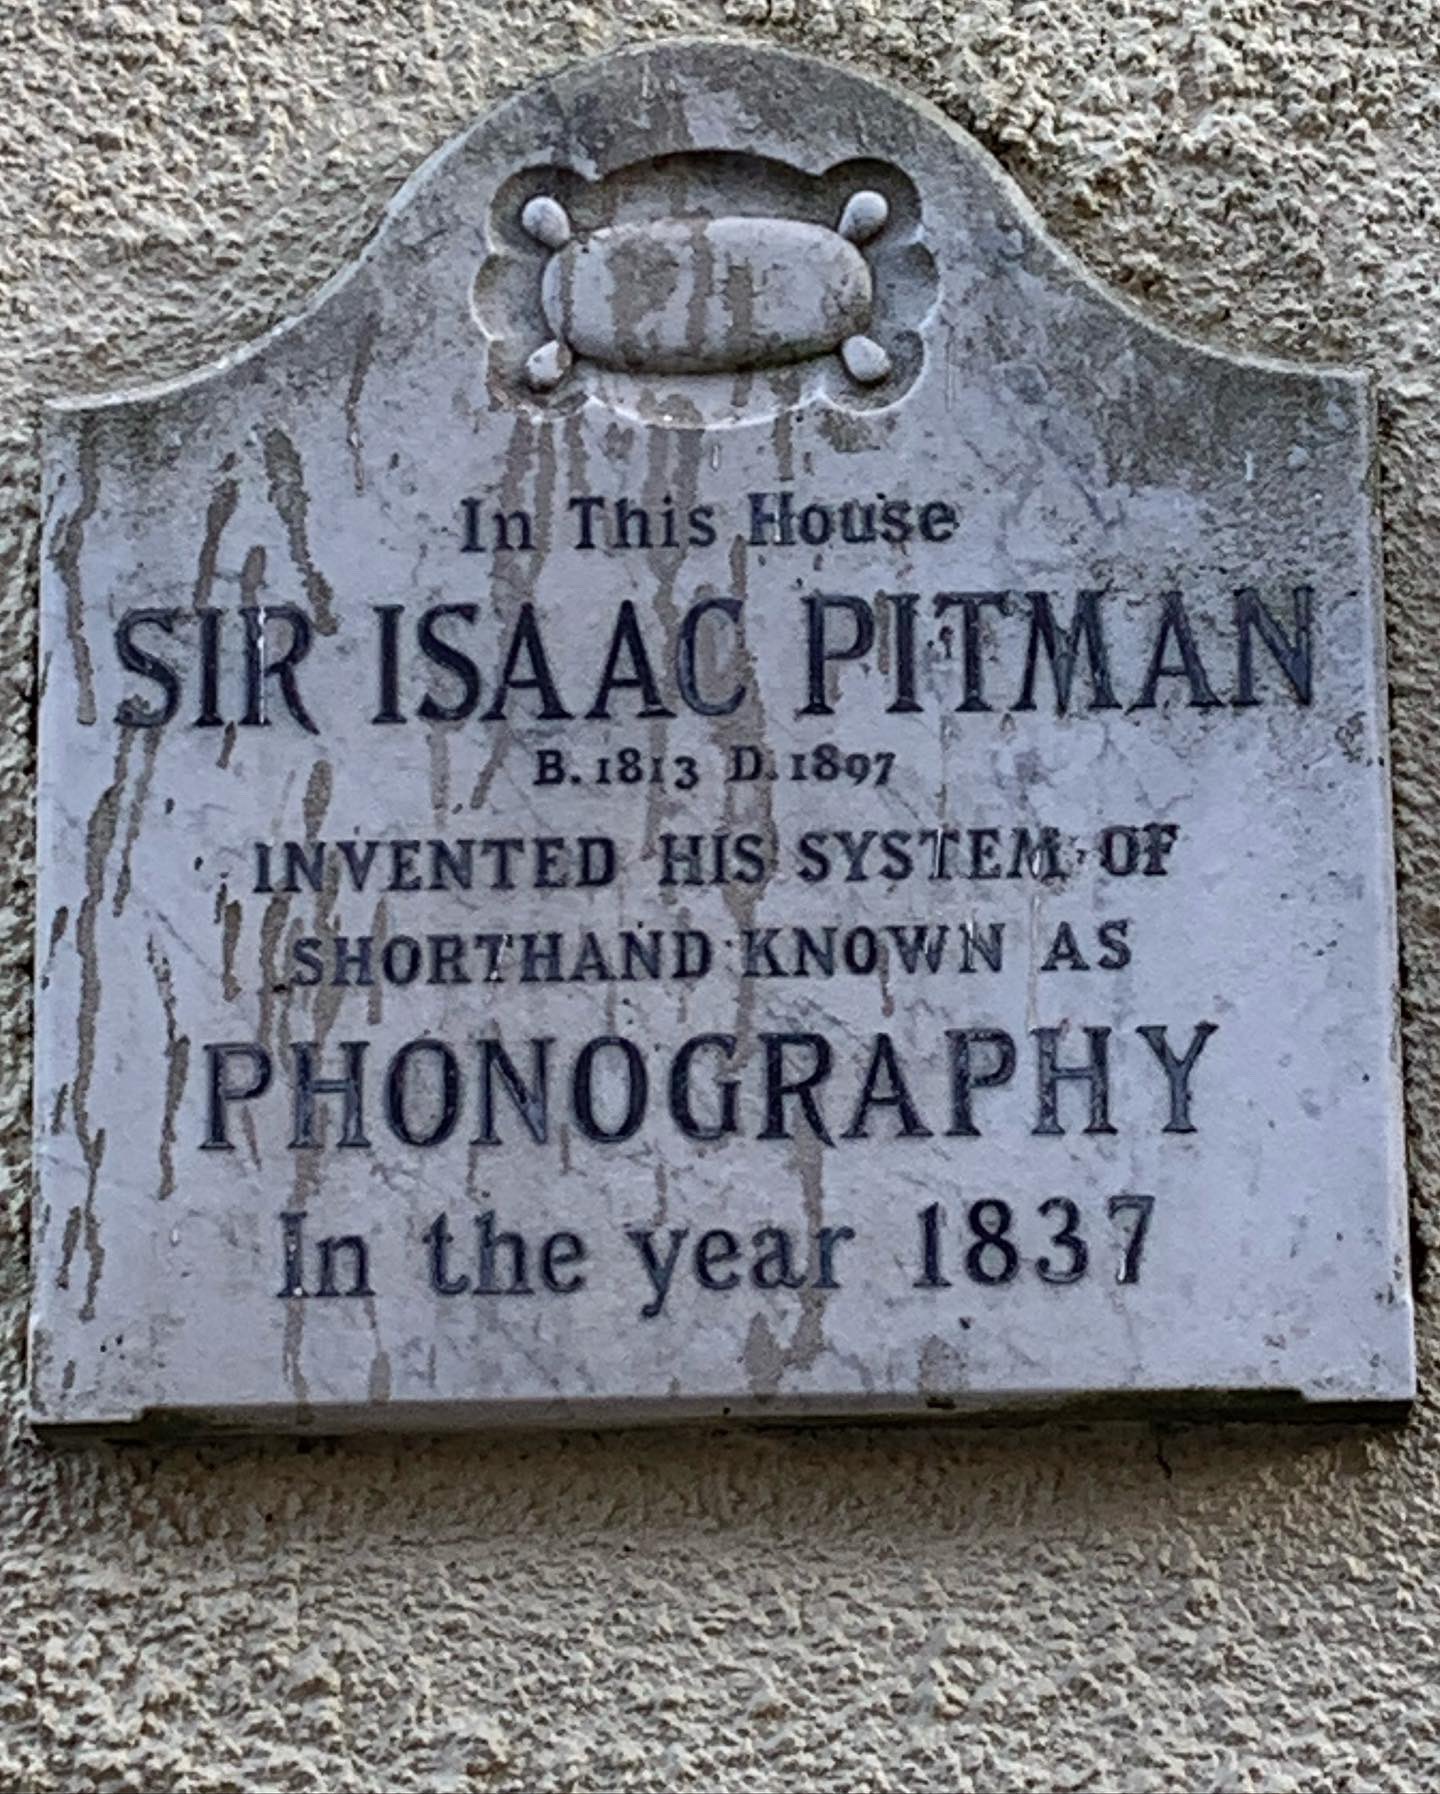 In This House
SIR ISAAC PITMAN
B. 1813 D. 1897
INVENTED HIS SYSTEM OF
SHORTHAND KNOWN AS
PHONOGRAPHY
In the year 1837